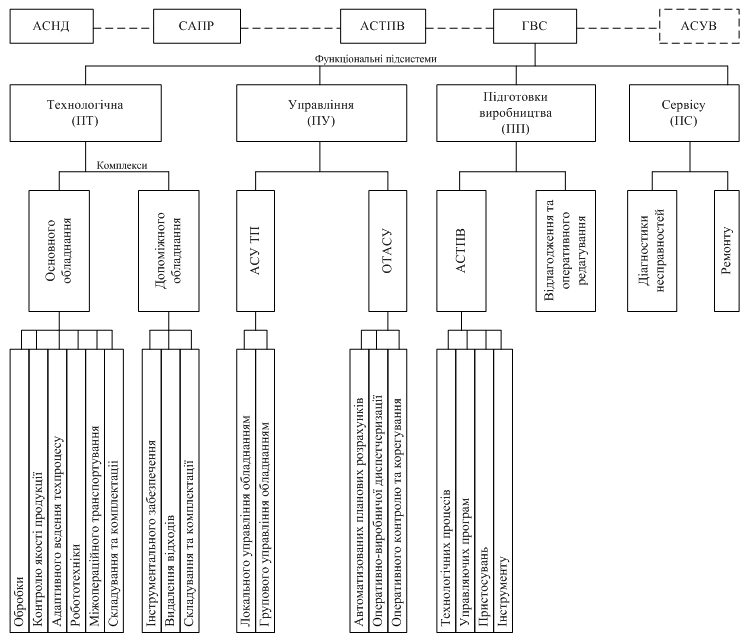 АСНД
САПР
АСТПВ
ГВС
АСУВ
Функціональні підсистеми
Технологічна
(ПТ)
Управління
(ПУ)
Підготовки
виробництва
(ПП)
Сервісу
(ПС)
Комплекси
Основного
обладнання
Допоміжного
обладнання
АСУ ТП
ОТАСУ
АСТПВ
Відлагодження та
оперативного
редагування
Діагностики
несправностей
Ремонту
Обробки
Контролю якості продукції
Адаптивного ведення техпроцесу
Робототехніки
Міжопераційного транспортування
Складування та комплектації
Інструментального забезпечення
Видалення відходів
Складування та комплектації
Локального управління обладнанням
Групового управління обладнанням
Автоматизованих планових розрахунків
Оперативно-виробничої диспетчеризації
Оперативного контролю та корегування
Технологічних процесів
Управляючих програм
Пристосувань
Інструменту